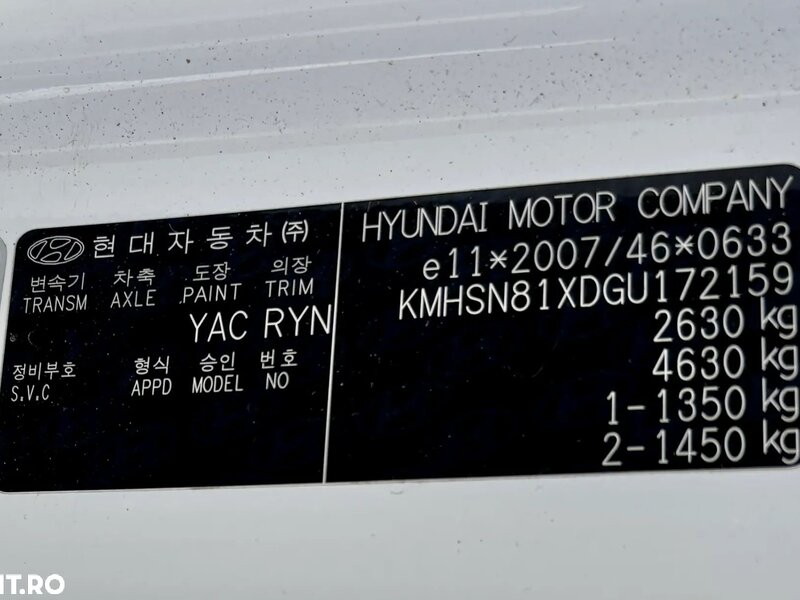 현대자동차(주)
변속기 차축 도장 의장
TRANSM AXLE PAINT TRIM
YAC RYN
정비부호 형식 승인 번호
S.V.C APPD MODEL NO
HYUNDAI MOTOR COMPANY
e11*2007/46*0633
KMHSN81XDGU172159
2630 kg
4630 kg
1-1350 kg
2-1450 kg
IT.RO